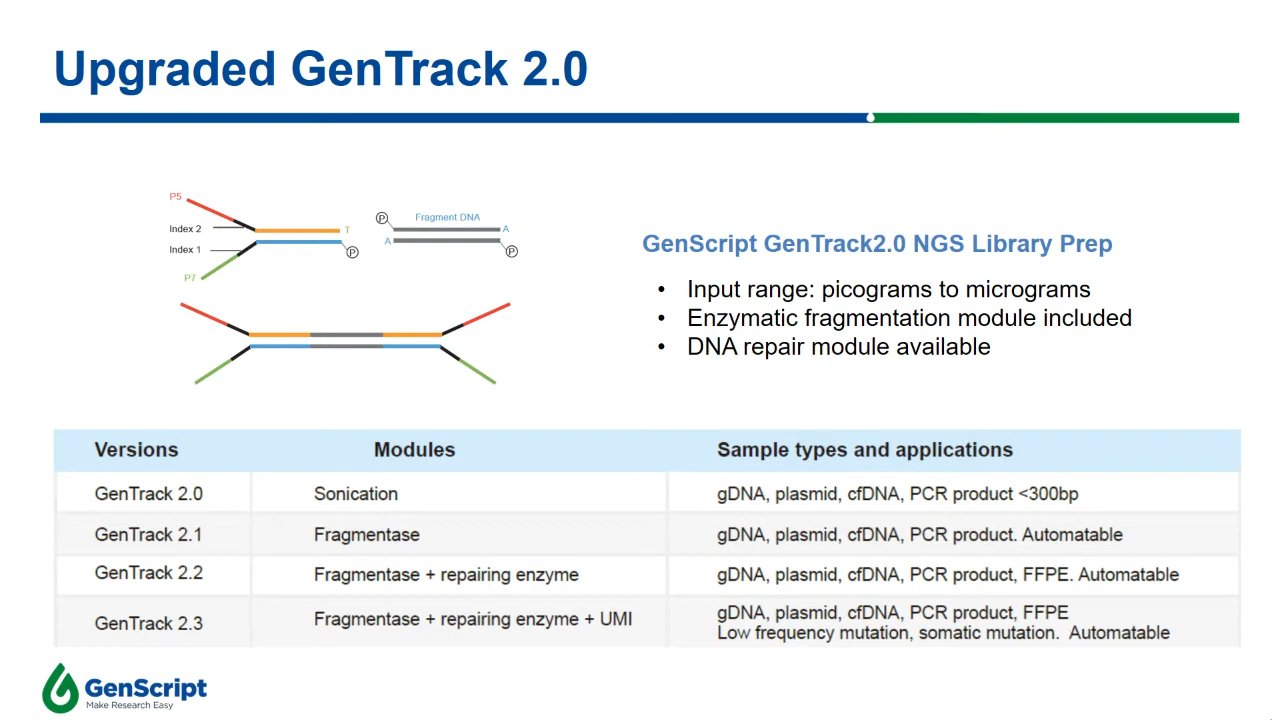 Upgraded GenTrack 2.0
P5
Index 2
T
Index 1
P
P7
P
Fragment DNA
A
A
P
GenScript GenTrack2.0 NGS Library Prep
• Input range: picograms to micrograms
• Enzymatic fragmentation module included
• DNA repair module available
Versions Modules Sample types and applications
GenTrack 2.0 Sonication gDNA, plasmid, cfDNA, PCR product <300bp
GenTrack 2.1 Fragmentase gDNA, plasmid, cfDNA, PCR product. Automatable
GenTrack 2.2 Fragmentase + repairing enzyme gDNA, plasmid, cfDNA, PCR product, FFPE. Automatable
GenTrack 2.3 Fragmentase + repairing enzyme + UMI gDNA, plasmid, cfDNA, PCR product, FFPE
Low frequency mutation, somatic mutation. Automatable
GenScript
Make Research Easy